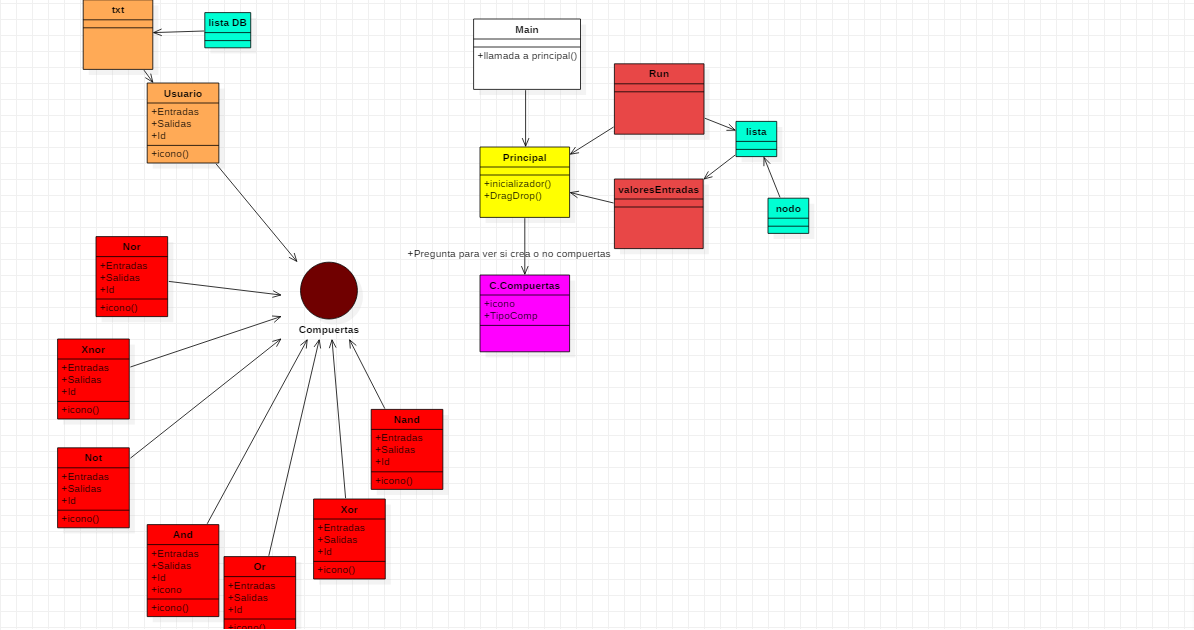 txt
lista DB
Usuario
+Entradas
+Salidas
+Id
+icono()
Main
+llamada a principal()
Run
lista
Principal
+inicializador()
+DragDrop()
valoresEntradas
nodo
+Pregunta para ver si crea o no compuertas
C.Compuertas
+icono
+TipoComp
Nor
+Entradas
+Salidas
+Id
+icono()
Compuertas
Xnor
+Entradas
+Salidas
+Id
+icono()
Not
+Entradas
+Salidas
+Id
+icono()
Nand
+Entradas
+Salidas
+Id
+icono()
Xor
+Entradas
+Salidas
+Id
+icono()
And
+Entradas
+Salidas
+Id
+icono
+icono()
Or
+Entradas
+Salidas
+Id
+icono()